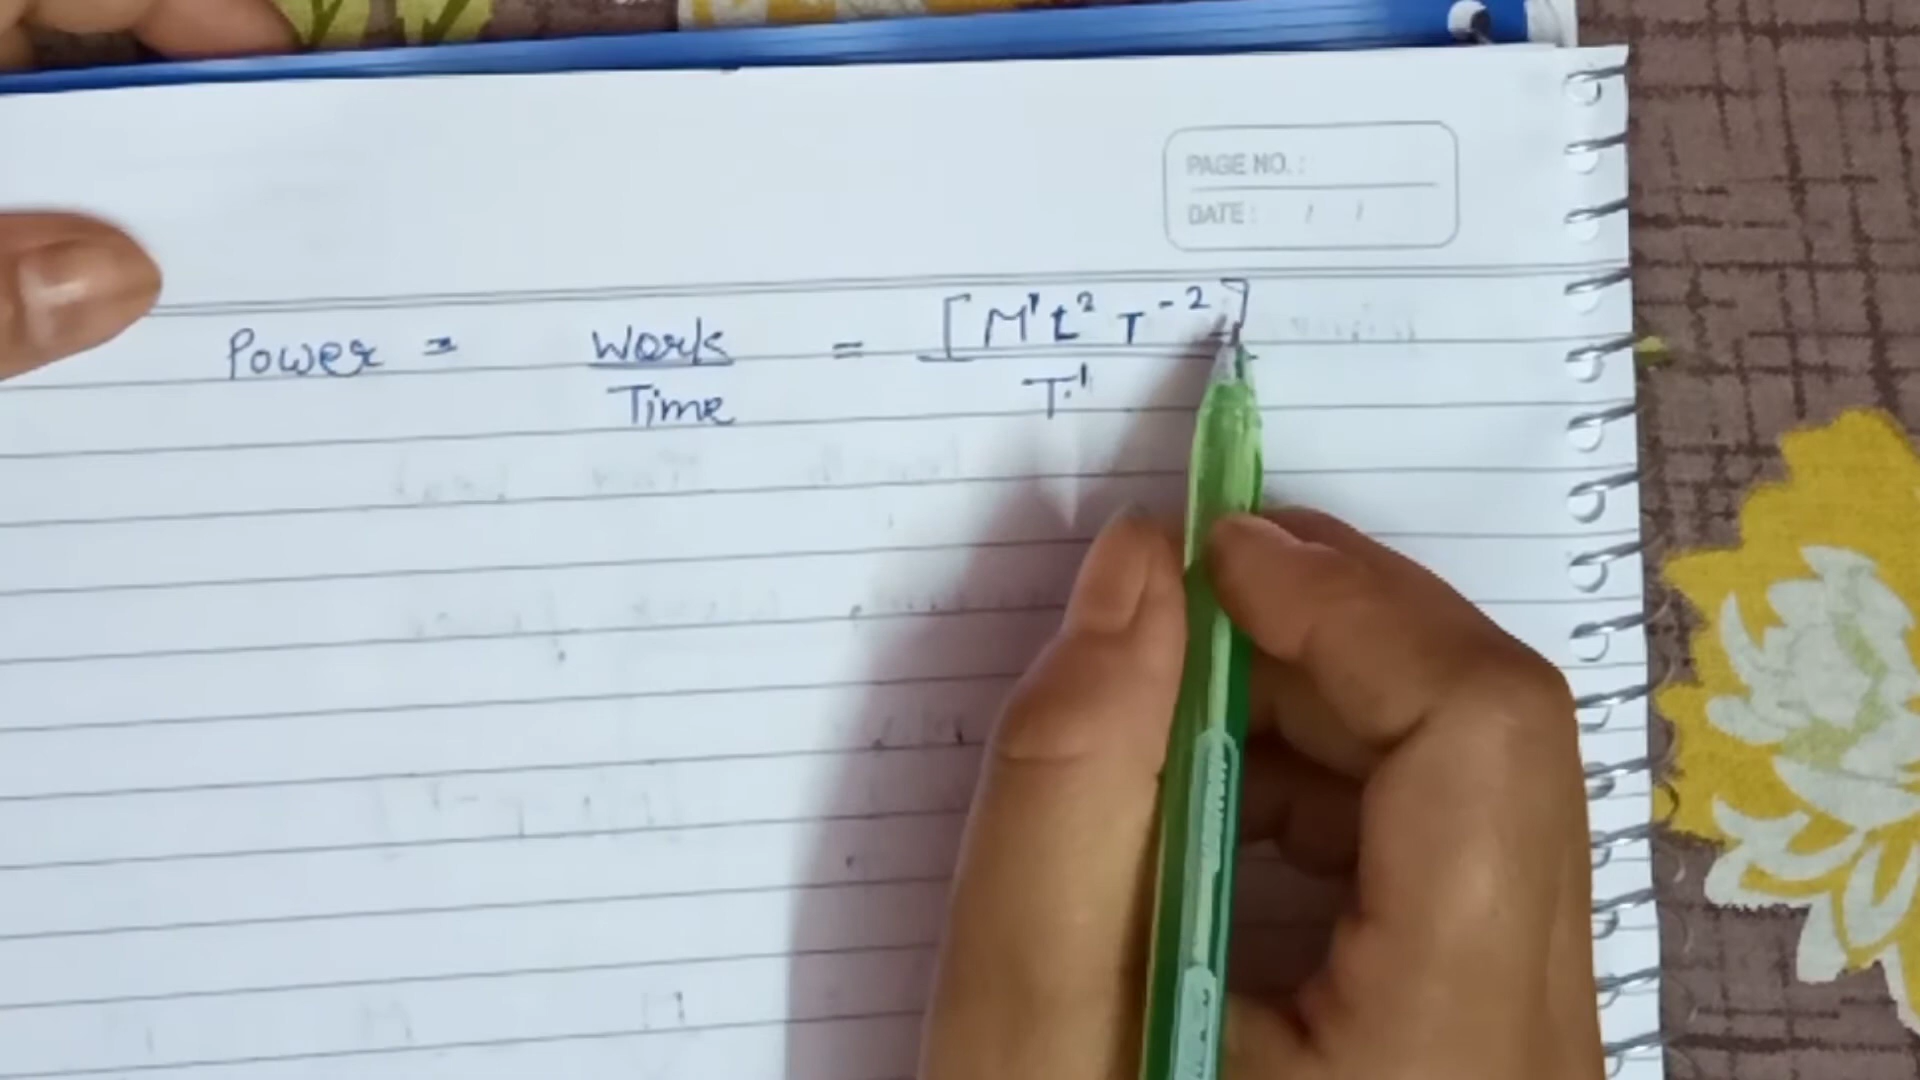 PAGE NO. :
DATE : / /
Power = Work/Time = [M¹L²T⁻²]/T¹